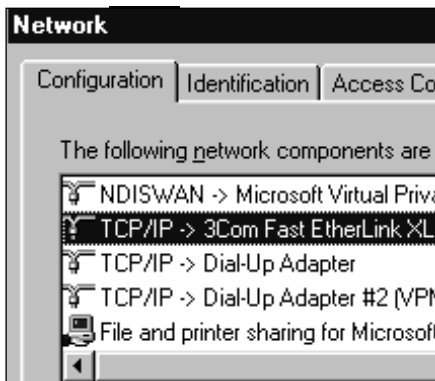 Network
Configuration Identification Access Co
The following network components are
NDISWAN -> Microsoft Virtual Priva
TCP/IP -> 3Com Fast EtherLink XL
TCP/IP -> Dial-Up Adapter
TCP/IP -> Dial-Up Adapter #2 (VPN
File and printer sharing for Microsoft